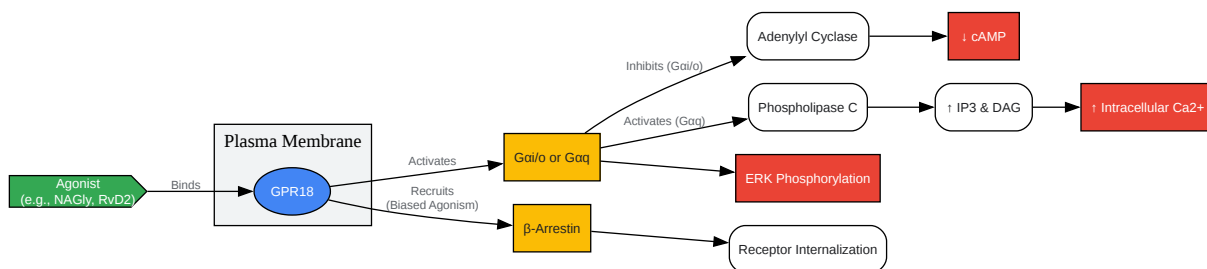 Agonist
(e.g., NAGly, RvD2)
Binds
Plasma Membrane
GPR18
Activates
Recruits
(Biased Agonism)
Gαi/o or Gαq
β-Arrestin
Inhibits (Gαi/o)
Activates (Gαq)
Adenylyl Cyclase
↓ cAMP
Phospholipase C
↑ IP3 & DAG
↑ Intracellular Ca2+
ERK Phosphorylation
Receptor Internalization